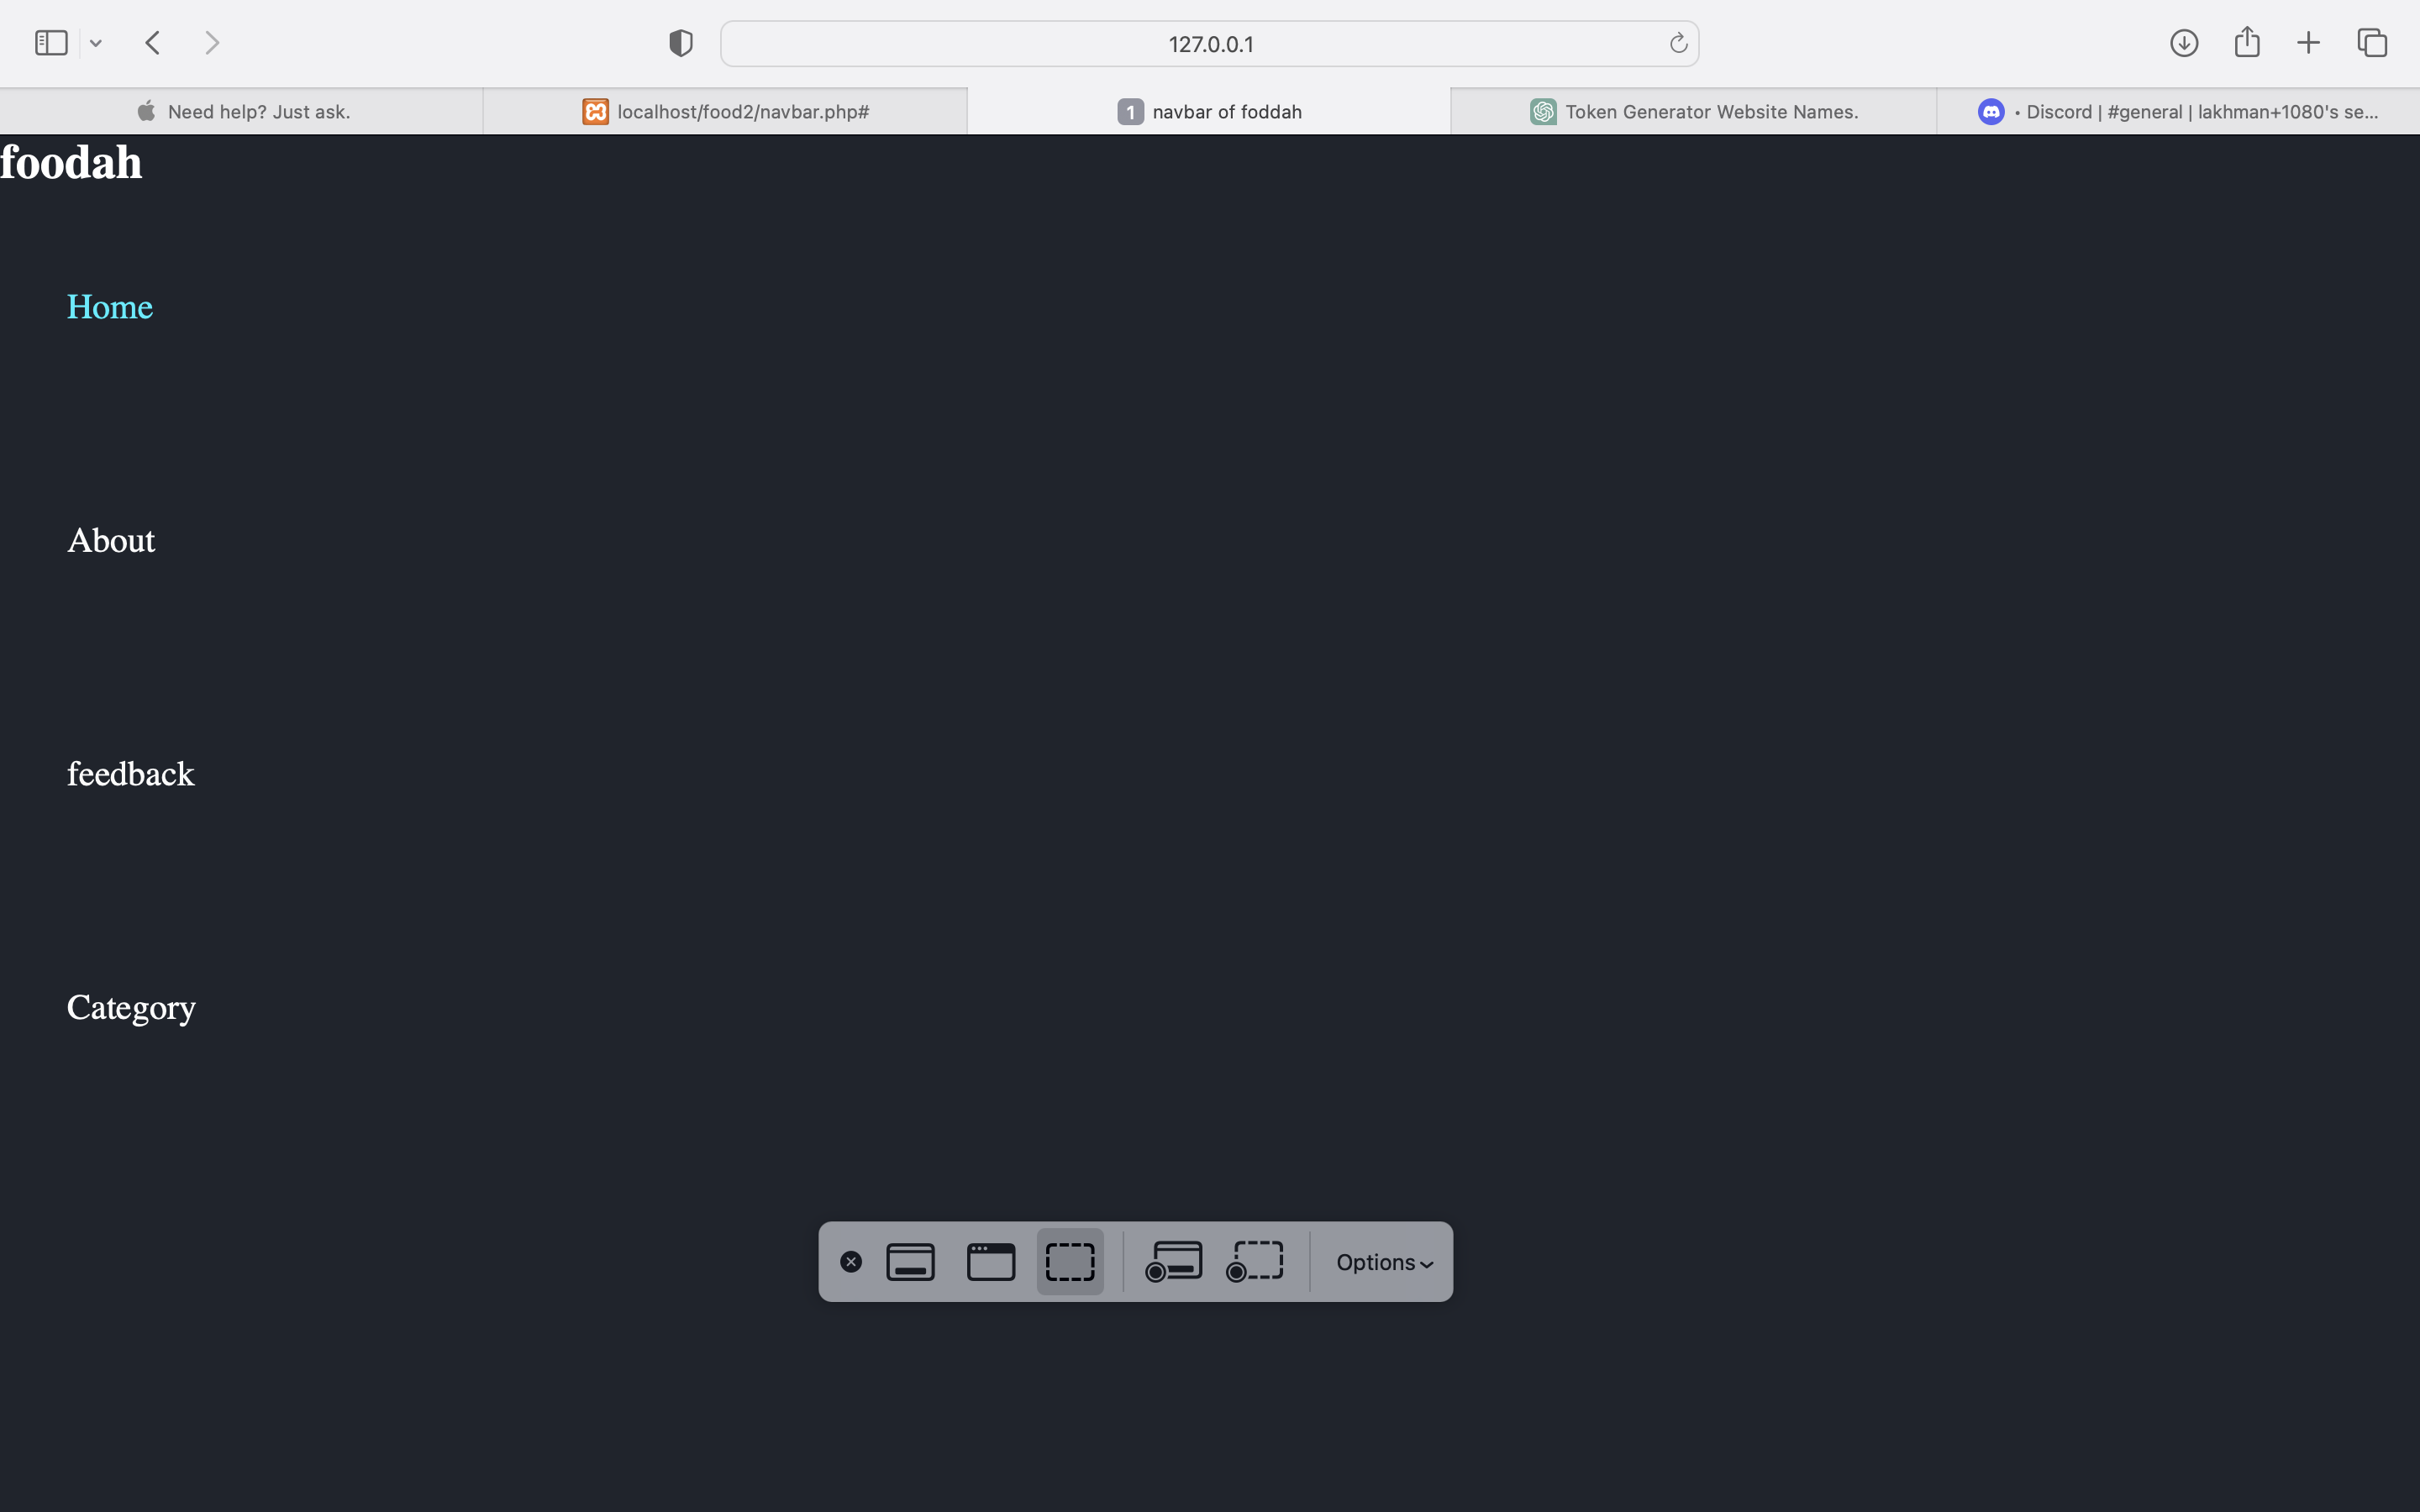 127.0.0.1
Need help? Just ask.
localhost/food2/navbar.php#
1 navbar of foddah
Token Generator Website Names.
• Discord | #general | lakhman+1080's se...
foodah
Home
About
feedback
Category
Options